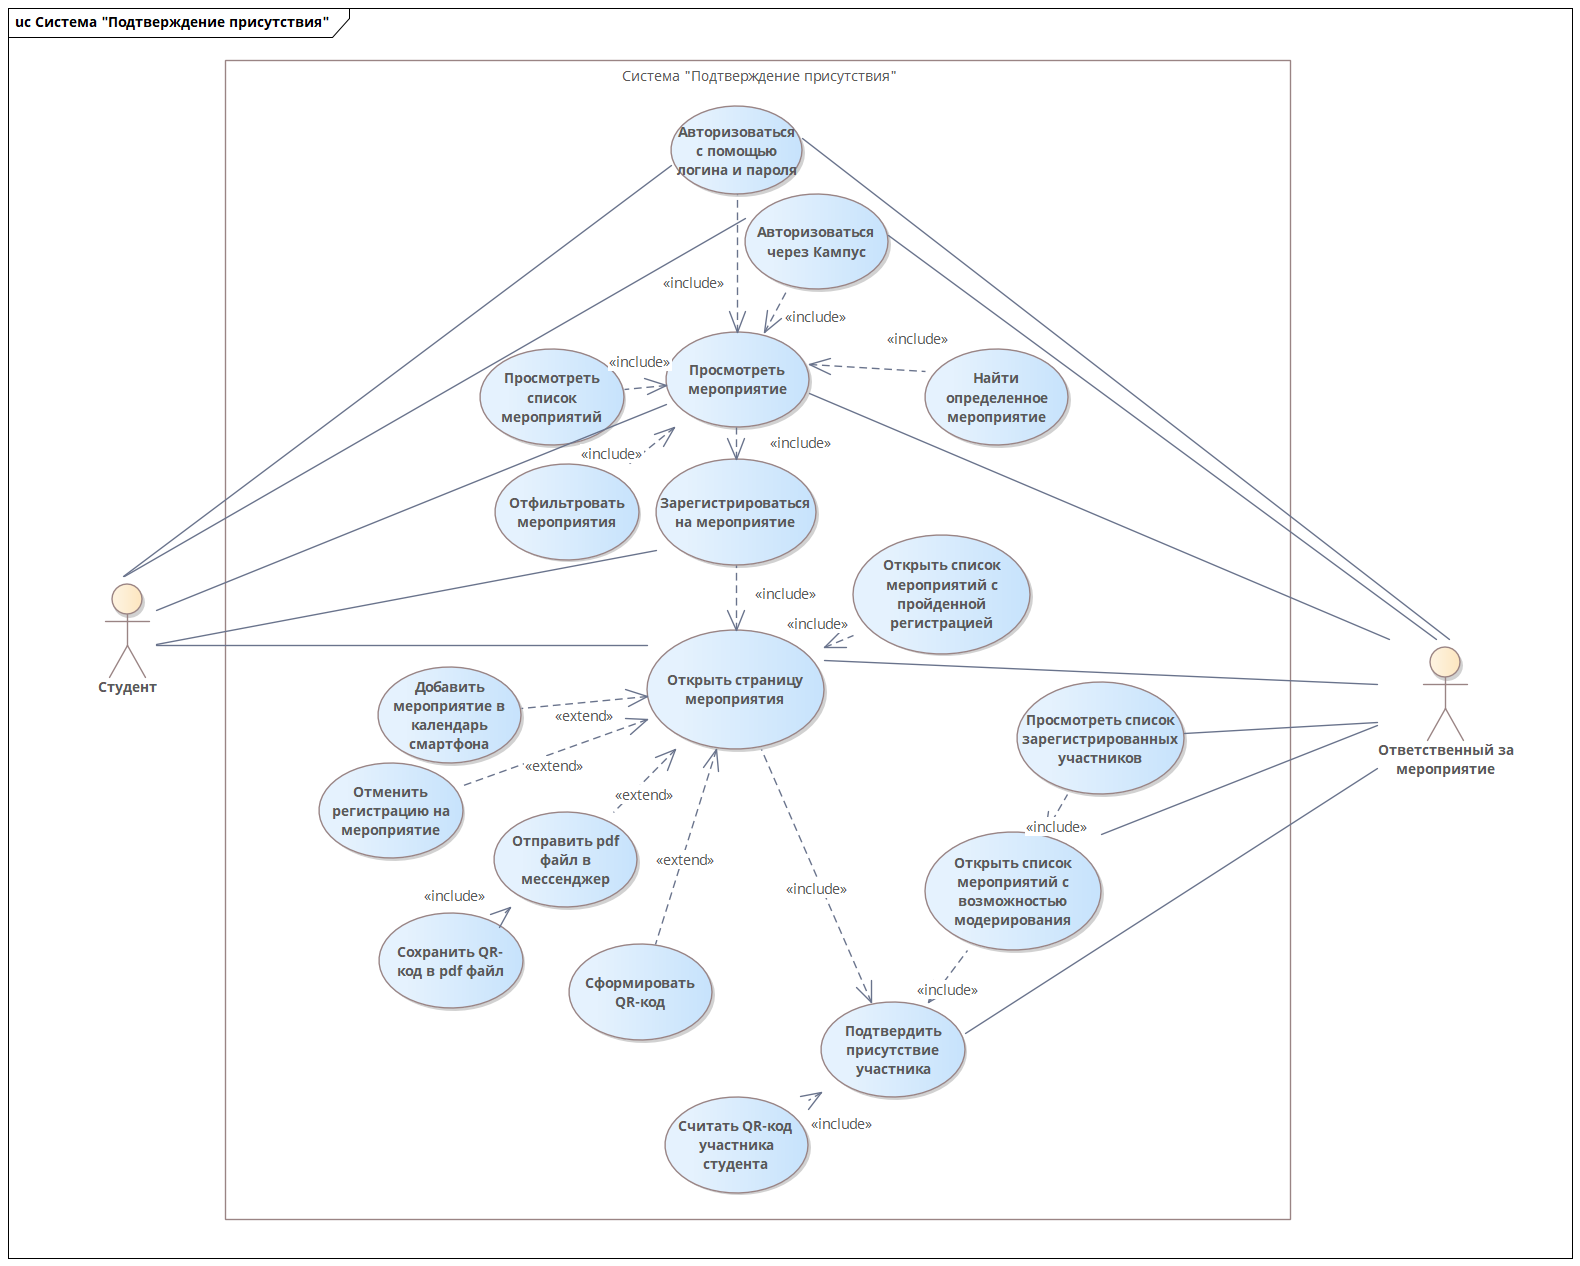 uc Система "Подтверждение присутствия"
Система "Подтверждение присутствия"
Авторизоваться
с помощью
логина и пароля
Авторизоваться
через Кампус
«include»
«include»
«include»
«include»
Просмотреть
список
мероприятий
Просмотреть
мероприятие
Найти
определенное
мероприятие
«include»
«include»
Отфильтровать
мероприятия
Зарегистрироваться
на мероприятие
Открыть список
мероприятий с
пройденной
регистрацией
«include»
«include»
Студент
Открыть страницу
мероприятия
Добавить
мероприятие в
календарь
смартфона
«extend»
Просмотреть список
зарегистрированных
участников
Ответственный за
мероприятие
«extend»
Отменить
регистрацию на
мероприятие
«extend»
«include»
Отправить pdf
файл в
мессенджер
«extend»
Открыть список
мероприятий с
возможностью
модерирования
«include»
«include»
Сохранить QR-
код в pdf файл
Сформировать
QR-код
«include»
Подтвердить
присутствие
участника
Считать QR-код
участника
студента
«include»